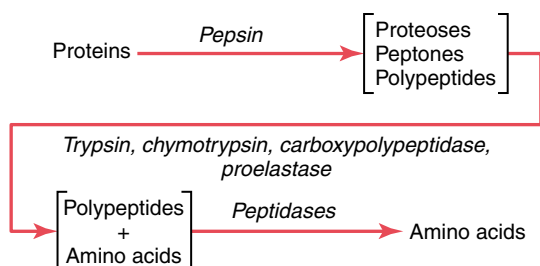 Proteins
Pepsin
Proteoses
Peptones
Polypeptides
Trypsin, chymotrypsin, carboxypolypeptidase,
proelastase
Polypeptides
+
Amino acids
Peptidases
Amino acids